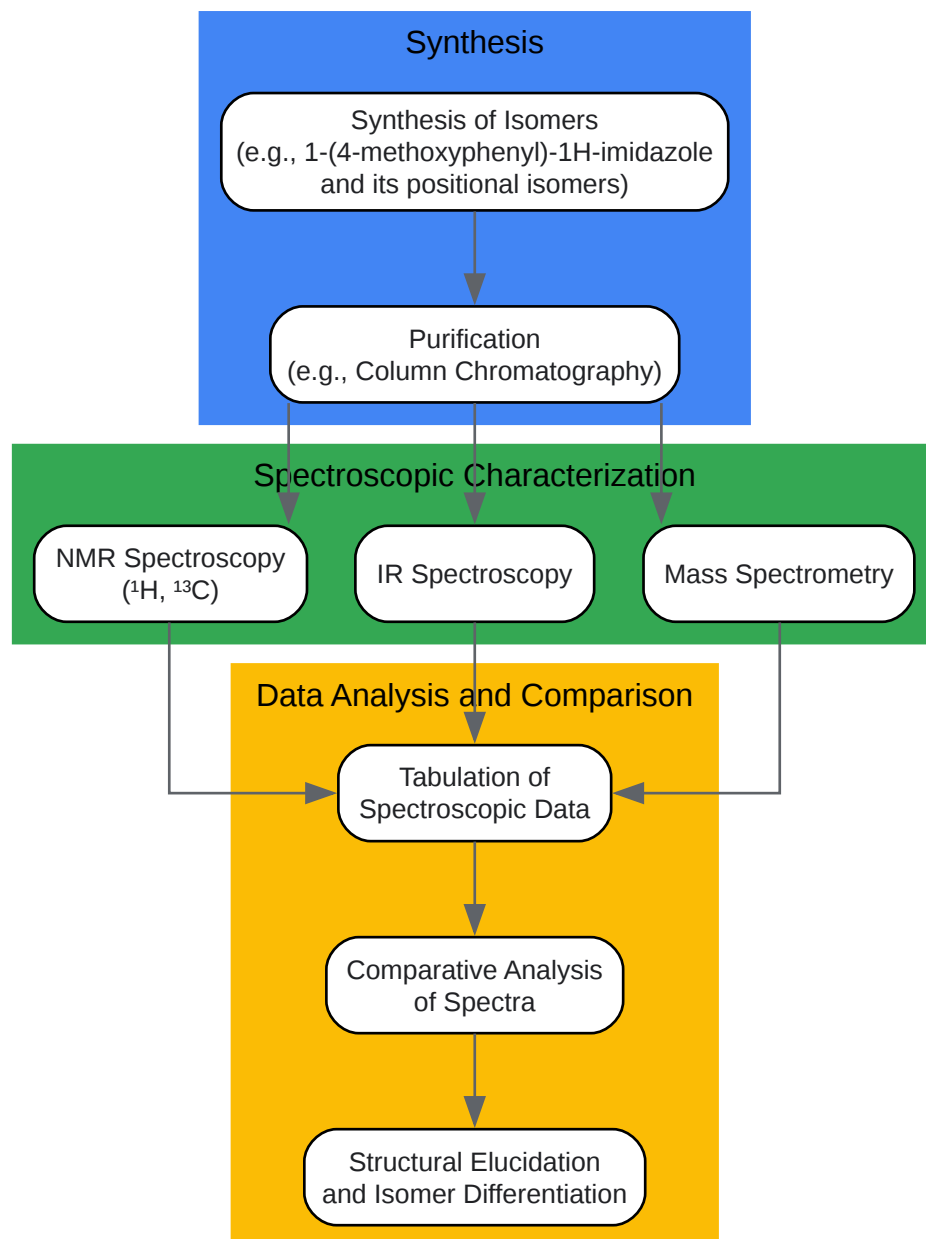 Synthesis
Synthesis of Isomers
(e.g., 1-(4-methoxyphenyl)-1H-imidazole
and its positional isomers)
Purification
(e.g., Column Chromatography)
Spectroscopic Characterization
NMR Spectroscopy
(¹H, ¹³C)
IR Spectroscopy
Mass Spectrometry
Data Analysis and Comparison
Tabulation of
Spectroscopic Data
Comparative Analysis
of Spectra
Structural Elucidation
and Isomer Differentiation